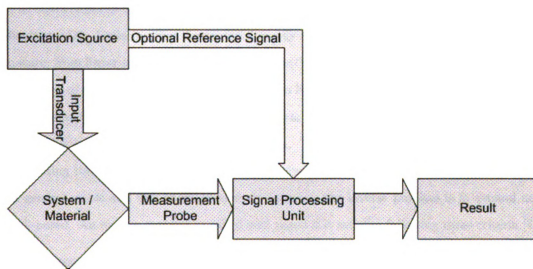 Excitation Source
Optional Reference Signal
Input
Transducer
System /
Material
Measurement
Probe
Signal Processing
Unit
Result